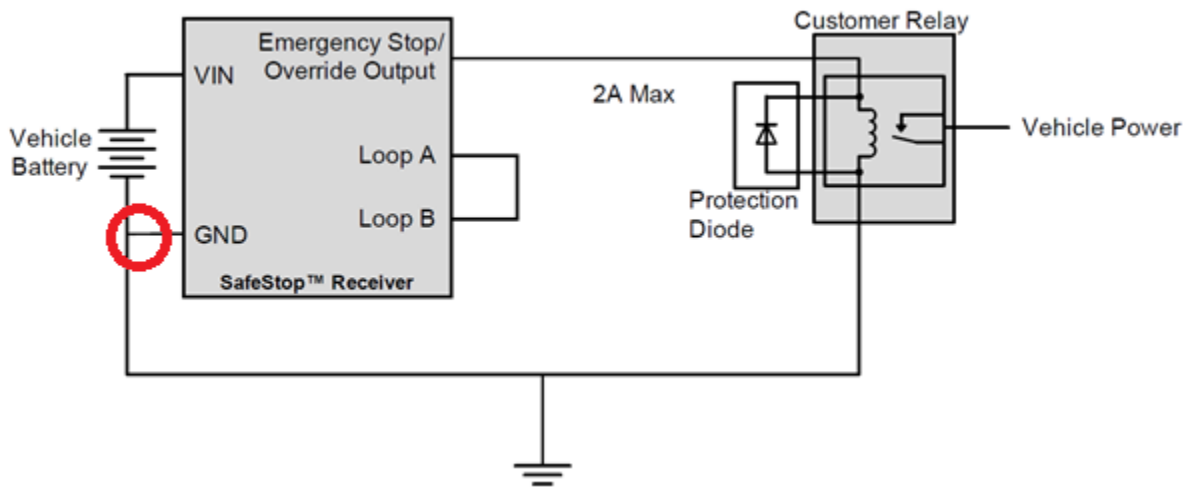 Customer Relay
Emergency Stop/
Override Output
VIN
2A Max
Vehicle
Battery
Vehicle Power
Loop A
Protection
Diode
Loop B
GND
SafeStop™ Receiver